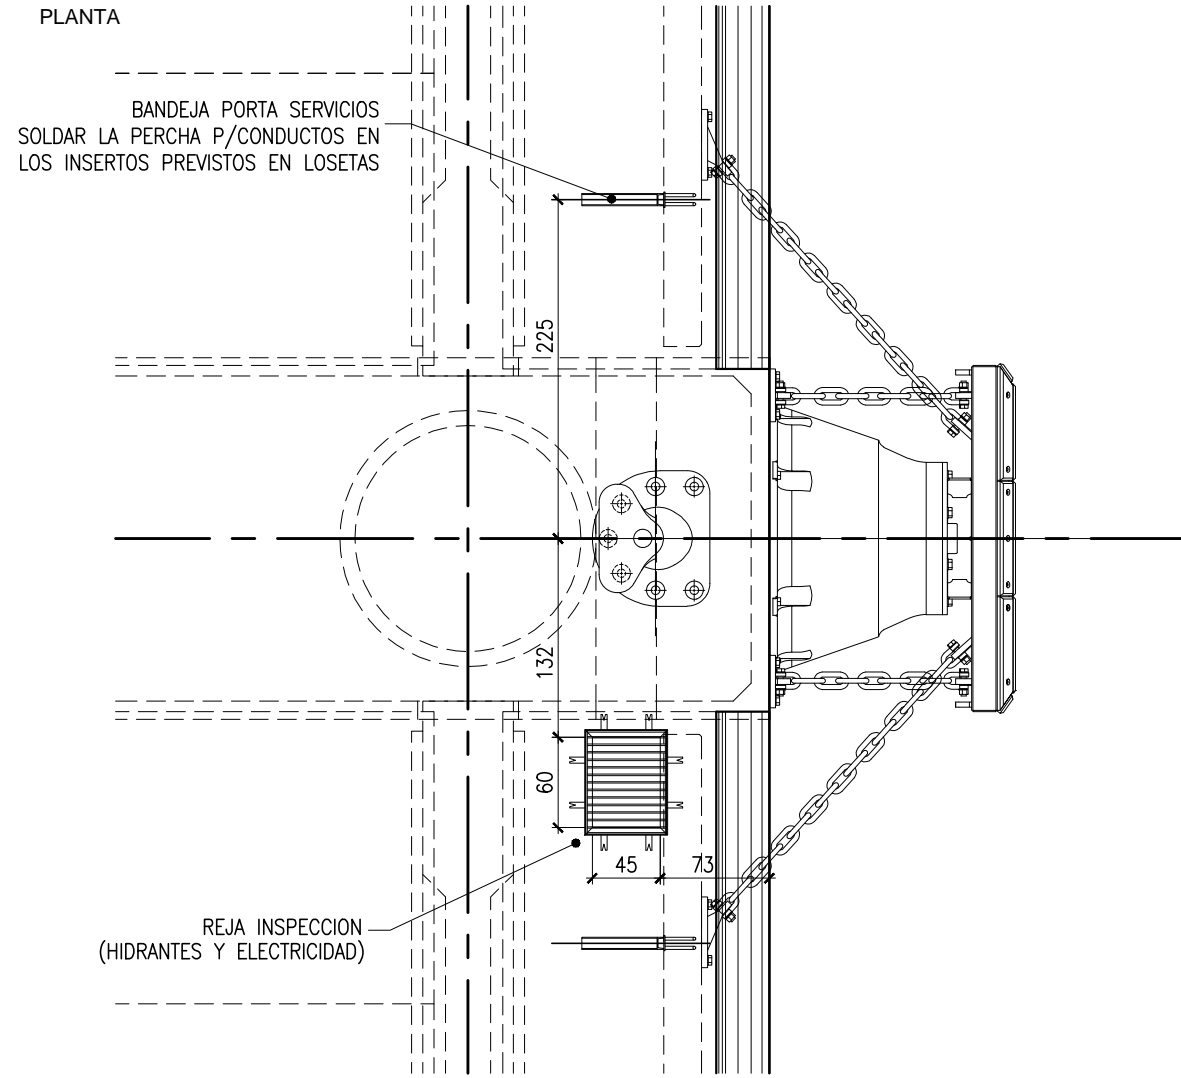 PLANTA
BANDEJA PORTA SERVICIOS
SOLDAR LA PERCHA P/CONDUCTOS EN
LOS INSERTOS PREVISTOS EN LOSETAS
225
132
60
45
73
REJA INSPECCION
(HIDRANTES Y ELECTRICIDAD)